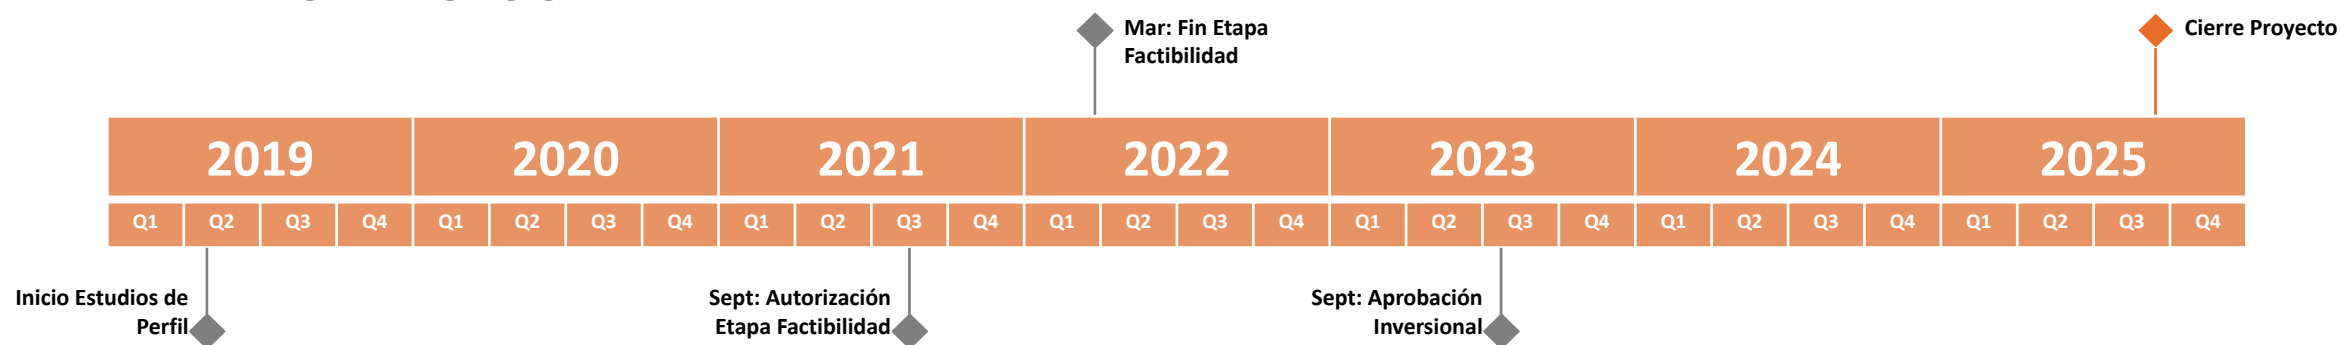 Mar: Fin Etapa
Factibilidad
Cierre Proyecto
2019 2020 2021 2022 2023 2024 2025
Q1 Q2 Q3 Q4 Q1 Q2 Q3 Q4 Q1 Q2 Q3 Q4 Q1 Q2 Q3 Q4 Q1 Q2 Q3 Q4 Q1 Q2 Q3 Q4 Q1 Q2 Q3 Q4
Inicio Estudios de
Perfil
Sept: Autorización
Etapa Factibilidad
Sept: Aprobación
Inversional